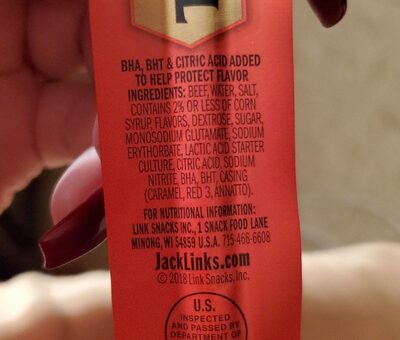 BHA, BHT & CITRIC ACID ADDED
TO HELP PROTECT FLAVOR
INGREDIENTS: BEEF, WATER, SALT,
CONTAINS 2% OR LESS OF CORN
SYRUP, FLAVORS, DEXTROSE, SUGAR,
MONOSODIUM GLUTAMATE, SODIUM
ERYTHORBATE, LACTIC ACID STARTER
CULTURE, CITRIC ACID, SODIUM
NITRITE, BHA, BHT, CASING
(CARAMEL, RED 3, ANNATTO).
FOR NUTRITIONAL INFORMATION:
LINK SNACKS INC., 1 SNACK FOOD LANE
MINONG, WI 54859 U.S.A. 715-466-6608
JackLinks.com
© 2018 Link Snacks, Inc.
U.S.
INSPECTED
AND PASSED BY
DEPARTMENT OF